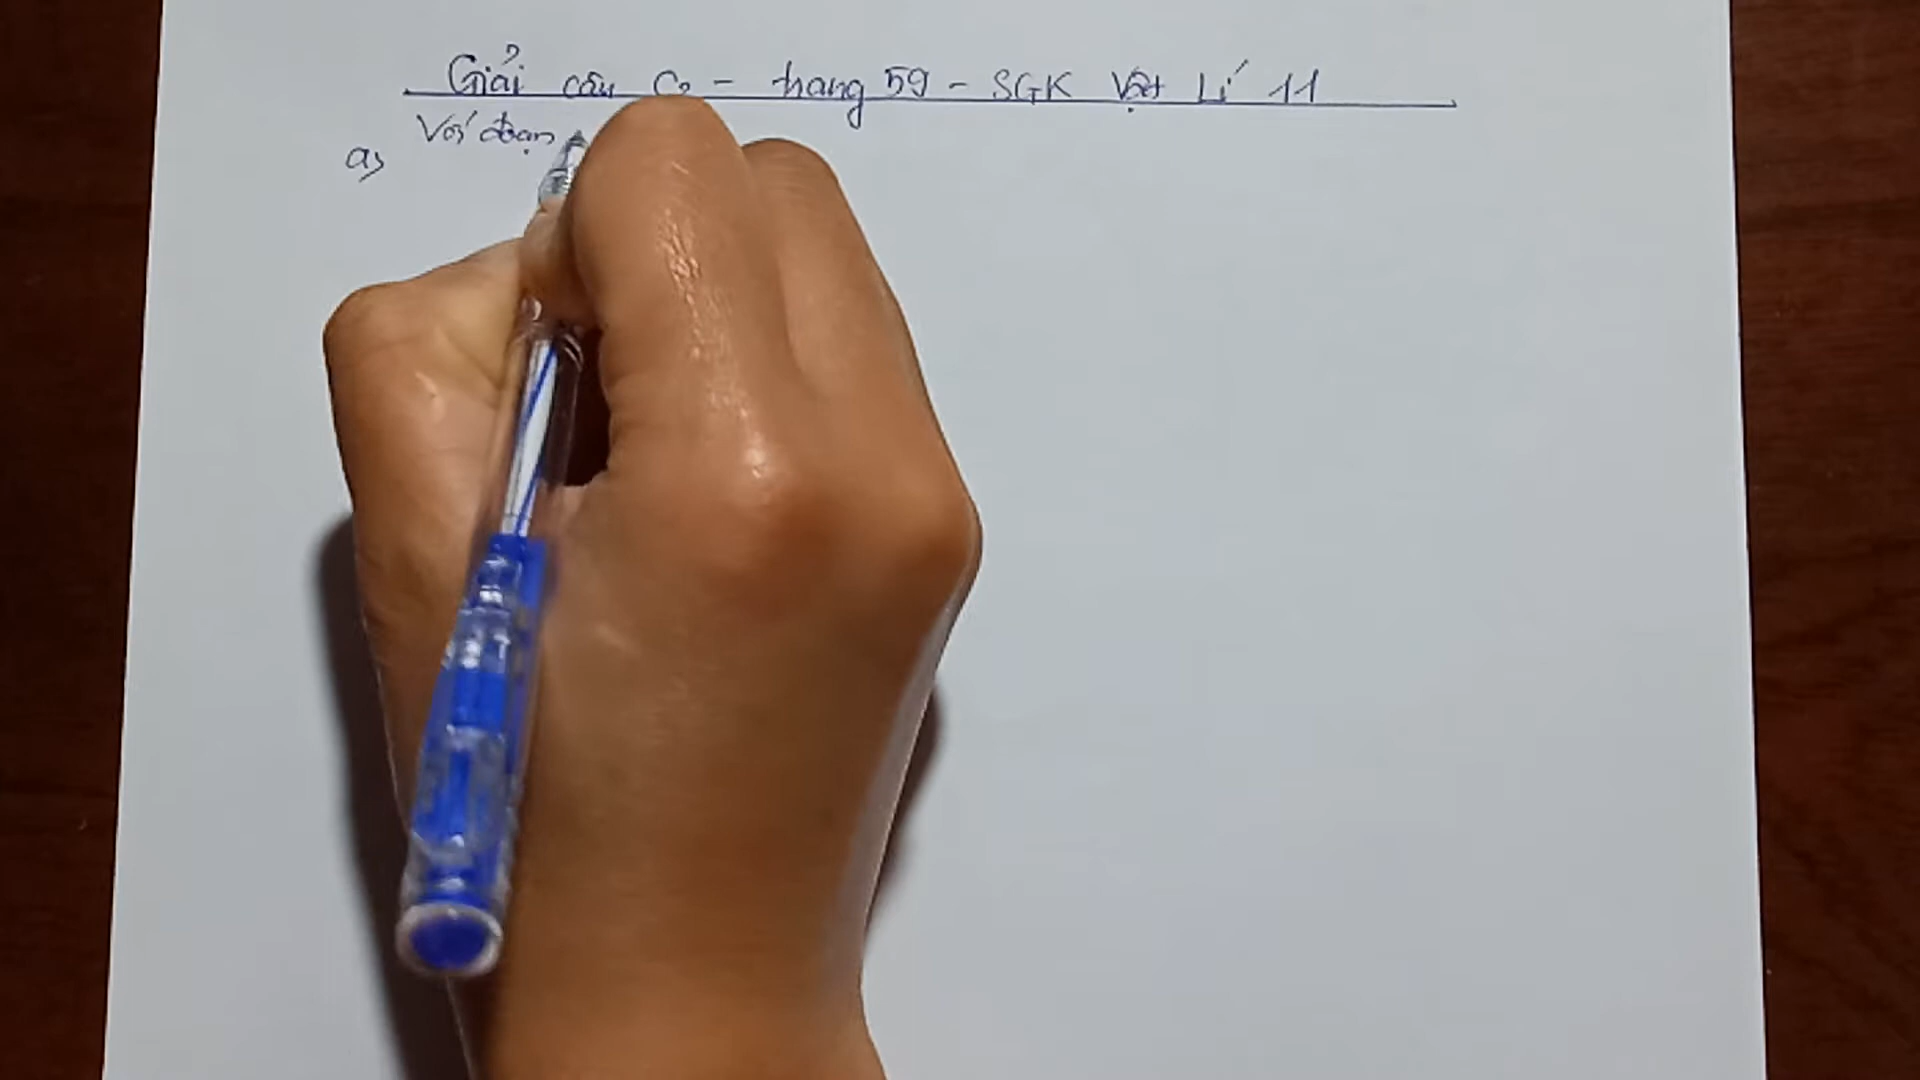 Giải câu C2 - trang 59 - SGK Vật Lí 11
Với đoạn
a)